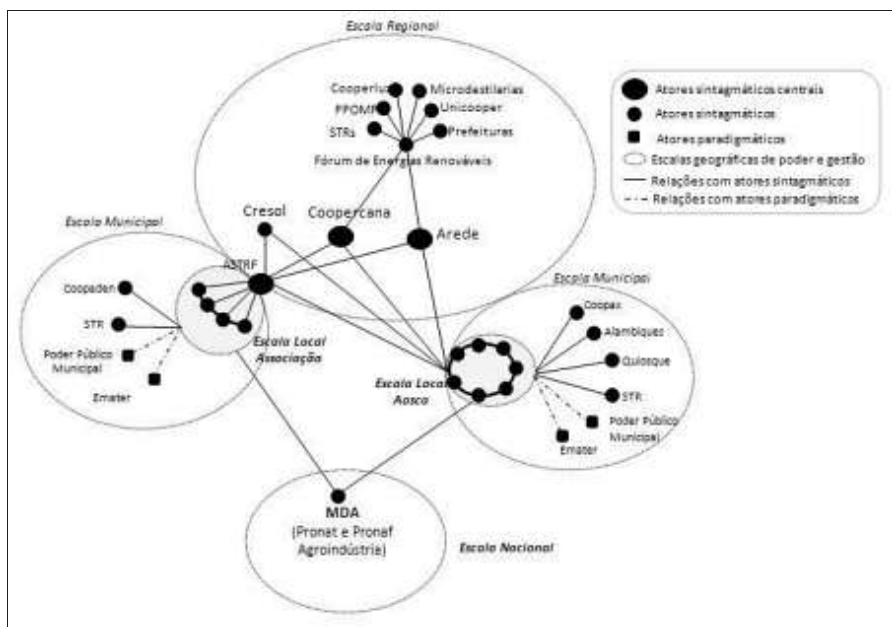 Escala Regional
Cooperluz
Microdestilarias
PPOMF
Unicooper
STRs
Prefeituras
Fórum de Energias Renováveis
Atores sintagmáticos centrais
Atores sintagmáticos
Atores paradigmáticos
Escalas geográficas de poder e gestão
Relações com atores sintagmáticos
Relações com atores paradigmáticos
Cresol
Coopercana
Arede
Escala Municipal
ASTRF
Coopaden
STR
Poder Público
Municipal
Emater
Escala Local
Associação
Escala Municipal
Coopax
Alambiques
Quiosque
STR
Poder Público
Municipal
Emater
Escala Local
Aosca
MDA
(Pronat e Pronaf
Agroindústria)
Escala Nacional